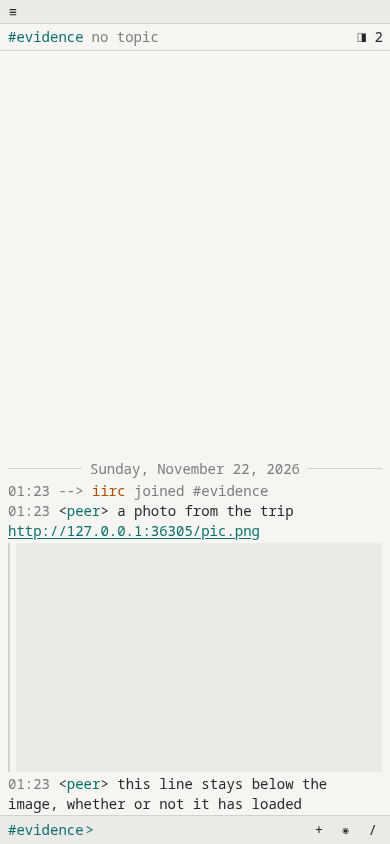 ≡
#evidence no topic ◨ 2
Sunday, November 22, 2026
01:23 --> iirc joined #evidence
01:23 <peer> a photo from the trip
http://127.0.0.1:36305/pic.png
01:23 <peer> this line stays below the
image, whether or not it has loaded
#evidence> + ◉ /